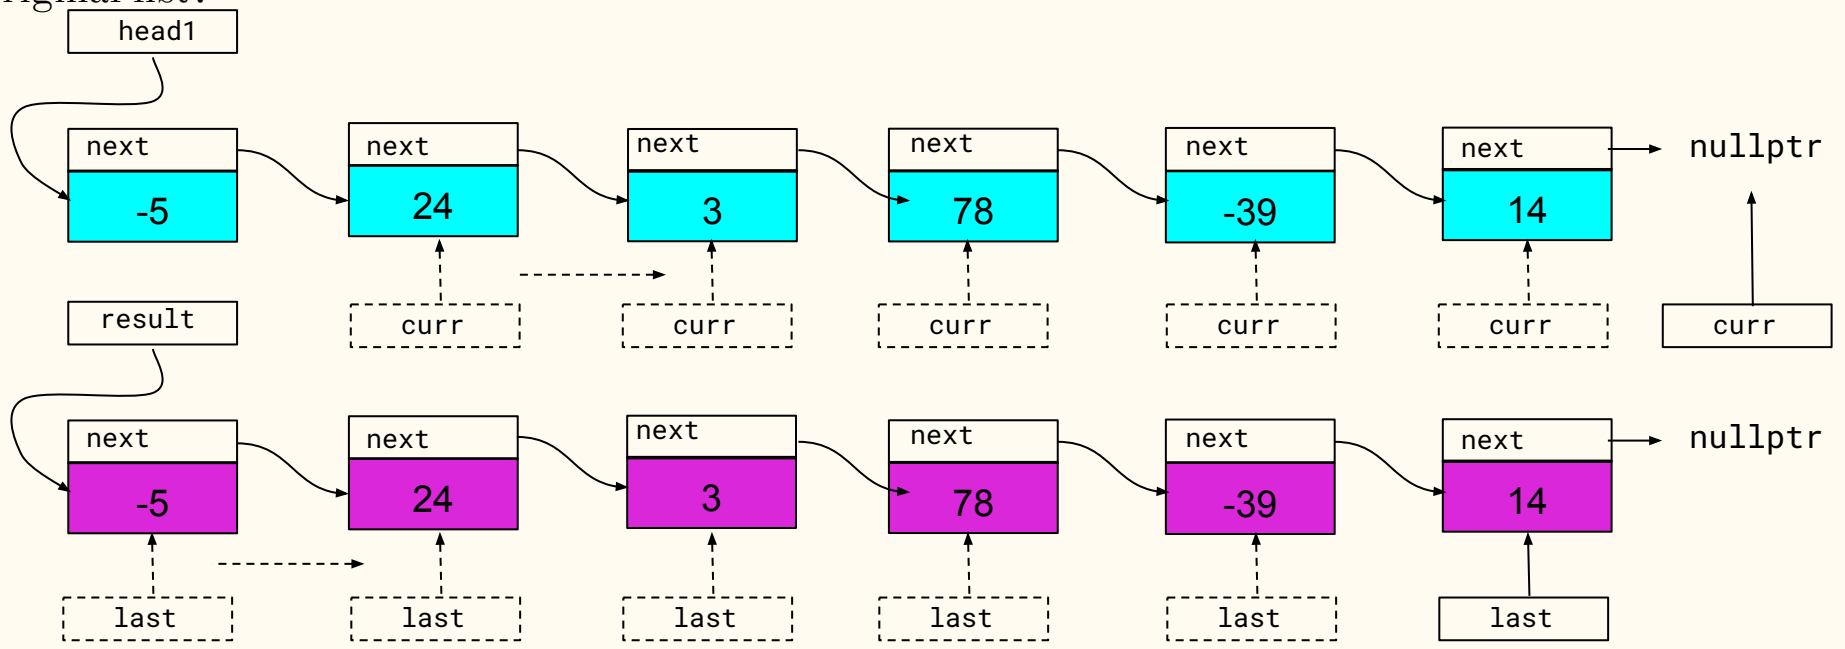 head1
next next next next next next nullptr
-5 24 3 78 -39 14
curr curr curr curr curr curr
result
next next next next next next nullptr
-5 24 3 78 -39 14
last last last last last last